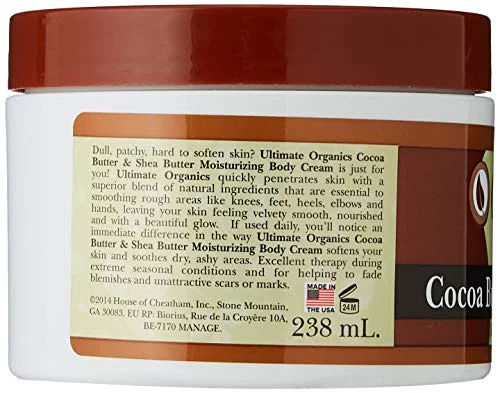 Dull, patchy, hard to soften skin? Ultimate Organics Cocoa
Butter & Shea Butter Moisturizing Body Cream is just for
you! Ultimate Organics quickly penetrates skin with a
superior blend of natural ingredients that are essential to
smoothing rough areas like knees, feet, heels, elbows and
hands, leaving your skin feeling velvety smooth, nourished
and with a beautiful glow. If used daily, you'll notice an
immediate difference in the way Ultimate Organics Cocoa
Butter & Shea Butter Moisturizing Body Cream softens your
skin and soothes dry, ashy areas. Excellent therapy during
extreme seasonal conditions and for helping to fade
blemishes and unattractive scars or marks.
©2014 House of Cheatham, Inc., Stone Mountain,
GA 30083. EU RP: Biorius, Rue de la Croyère 10A.
BE-7170 MANAGE.
MADE IN
THE USA
24M
238 mL.
Cocoa B